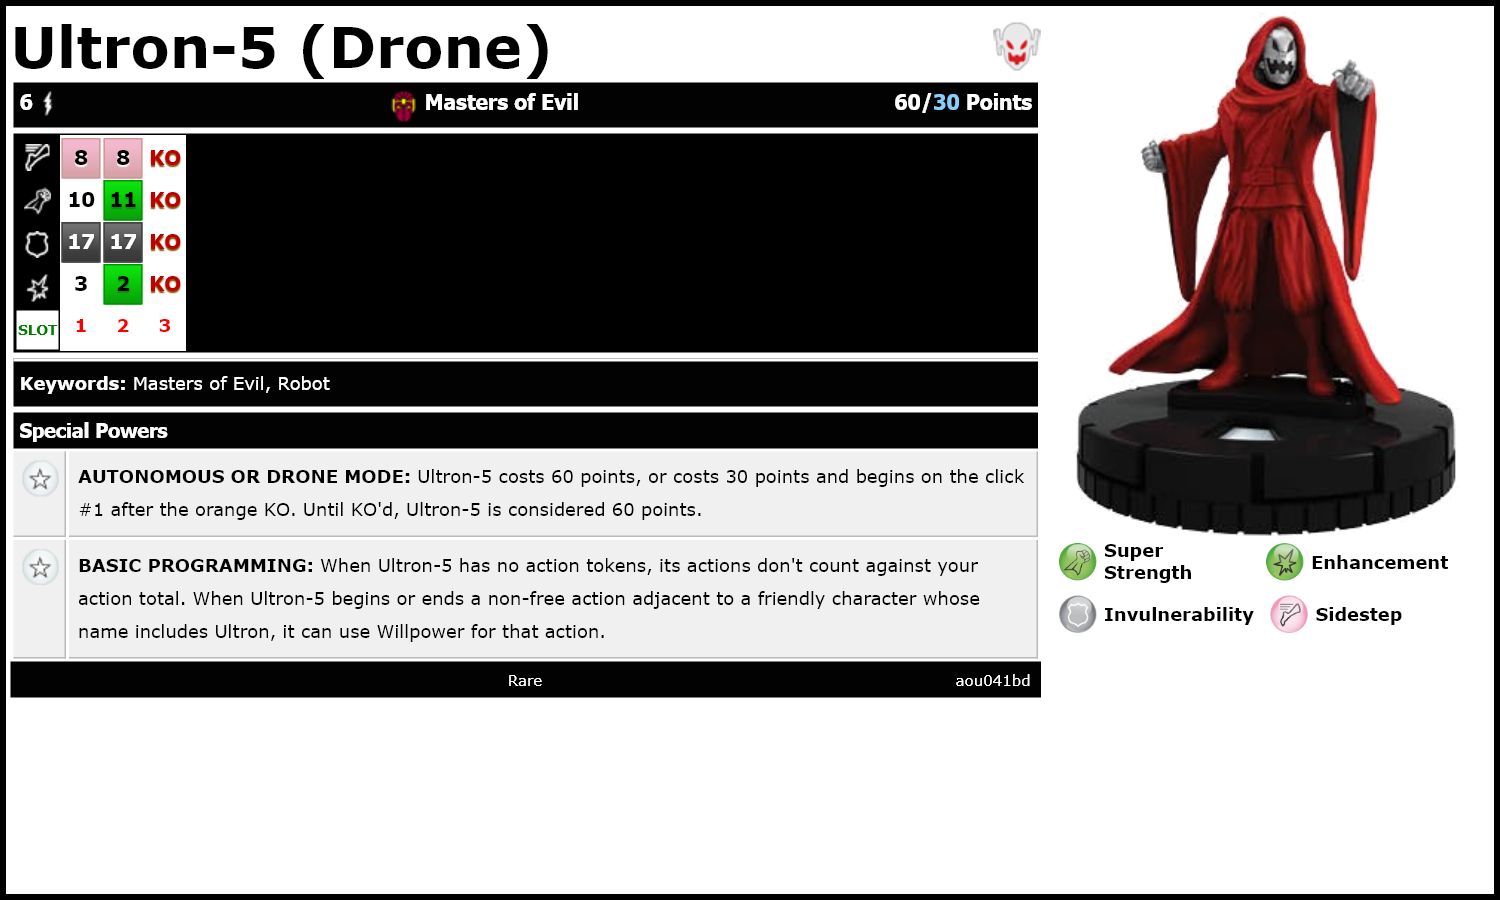 Ultron-5 (Drone)
6 Masters of Evil 60/30 Points
8 8 KO
10 11 KO
17 17 KO
3 2 KO
SLOT 1 2 3
Keywords: Masters of Evil, Robot
Special Powers
AUTONOMOUS OR DRONE MODE: Ultron-5 costs 60 points, or costs 30 points and begins on the click
#1 after the orange KO. Until KO'd, Ultron-5 is considered 60 points.
BASIC PROGRAMMING: When Ultron-5 has no action tokens, its actions don't count against your
action total. When Ultron-5 begins or ends a non-free action adjacent to a friendly character whose
name includes Ultron, it can use Willpower for that action.
Rare aou041bd
Super
Strength
Enhancement
Invulnerability
Sidestep